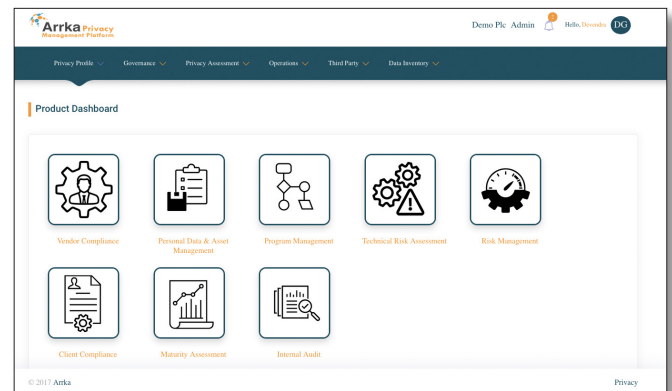 Arrka Privacy
Management Platform
Demo Plc Admin
Hello, Devendra
DG
Privacy Profile
Governance
Privacy Assessment
Operations
Third Party
Data Inventory
Product Dashboard
Vendor Compliance
Personal Data & Asset
Management
Program Management
Technical Risk Assessment
Risk Management
Client Compliance
Maturity Assessment
Internal Audit
© 2017 Arrka
Privacy